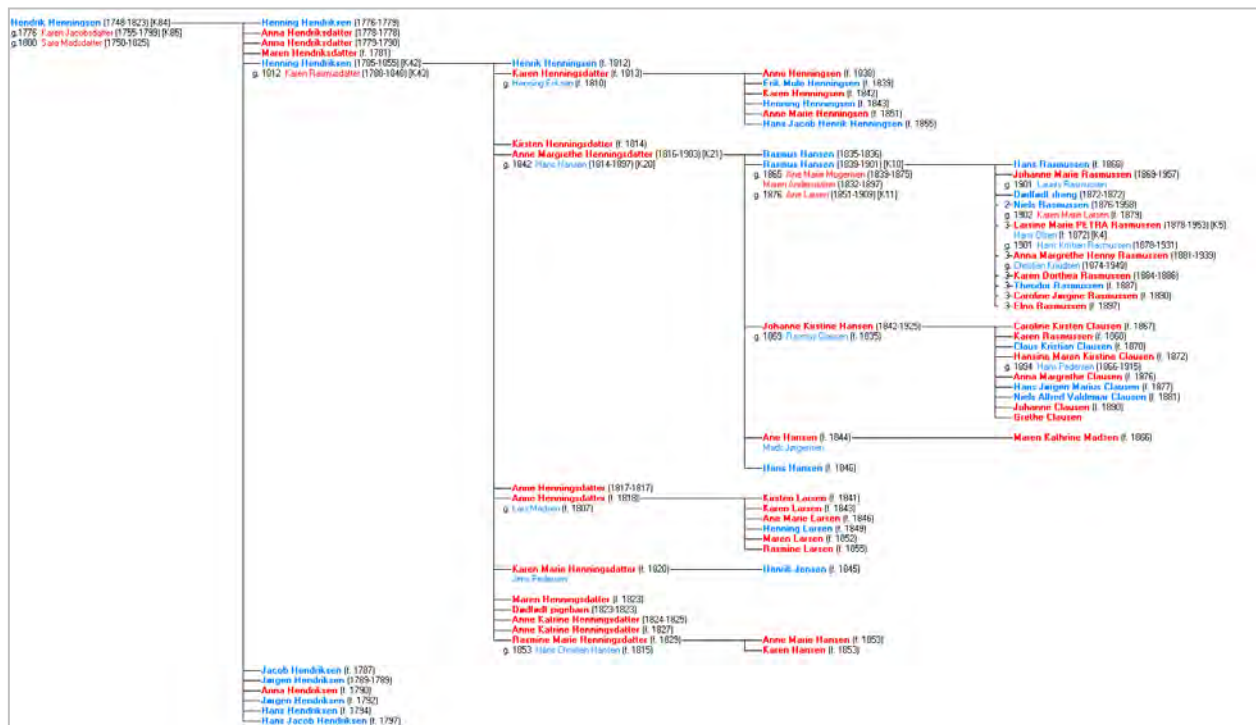 Hendrik Henningsen (1748-1823) [K84]
g.1776 Karen Jacobsdatter (1755-1799) [K85]
g.1800 Sara Madsdatter (1750-1825)
Henning Hendriksen (1776-1779)
Anna Hendriksdatter (1778-1778)
Anna Hendriksdatter (1779-1790)
Maren Hendriksdatter (f. 1781)
Henning Hendriksen (1785-1855) [K42]
g. 1812 Karen Rasmusdatter (1788-1848) [K43]
Henrik Henningsen (f. 1812)
Karen Henningsdatter (f. 1813)
g. Henning Eriksen (f. 1810)
Anne Henningsen (f. 1838)
Erik Mule Henningsen (f. 1839)
Karen Henningsen (f. 1842)
Henning Henningsen (f. 1843)
Anne Marie Henningsen (f. 1851)
Hans Jacob Henrik Henningsen (f. 1855)
Kirsten Henningsdatter (f. 1814)
Anne Margrethe Henningsdatter (1816-1903) [K21]
g. 1842 Hans Hansen (1814-1897) [K20]
Rasmus Hansen (1835-1836)
Rasmus Hansen (1839-1901) [K10]
g. 1865 Ane Marie Mogensen (1839-1875)
Maren Andersdatter (1832-1897)
g. 1876 Ane Larsen (1851-1909) [K11]
Hans Rasmussen (f. 1866)
Johanne Marie Rasmussen (1869-1957)
g. 1901 Laurits Rasmussen
Dødfødt dreng (1872-1872)
2 Niels Rasmussen (1876-1958)
g. 1902 Karen Marie Larsen (f. 1879)
3 Larsine Marie PETRA Rasmussen (1878-1953) [K5]
Hans Olsen (f. 1872) [K4]
g. 1901 Hans Kristian Rasmussen (1878-1931)
3 Anna Margrethe Henny Rasmussen (1881-1939)
g. Christian Knudsen (1874-1949)
3 Karen Dorthea Rasmussen (1884-1886)
3 Theodor Rasmussen (f. 1887)
3 Caroline Jørgine Rasmussen (f. 1890)
3 Elna Rasmussen (f. 1897)
Johanne Kirstine Hansen (1842-1925)
g. 1869 Rasmus Clausen (f. 1835)
Caroline Kirsten Clausen (f. 1867)
Karen Rasmussen (f. 1868)
Claus Kristian Clausen (f. 1870)
Hansine Maren Kirstine Clausen (f. 1872)
g. 1894 Hans Pedersen (1866-1915)
Anna Margrethe Clausen (f. 1876)
Hans Jørgen Marius Clausen (f. 1877)
Niels Alfred Valdemar Clausen (f. 1881)
Johanne Clausen (f. 1890)
Grethe Clausen
Ane Hansen (f. 1844)
Mads Jørgensen
Maren Kathrine Madsen (f. 1866)
Hans Hansen (f. 1846)
Anne Henningsdatter (1817-1817)
Anne Henningsdatter (f. 1818)
g. Lars Madsen (f. 1807)
Kirsten Larsen (f. 1841)
Karen Larsen (f. 1843)
Ane Marie Larsen (f. 1846)
Henning Larsen (f. 1849)
Maren Larsen (f. 1852)
Rasmine Larsen (f. 1855)
Karen Marie Henningsdatter (f. 1820)
Jens Pedersen
Henrik Jensen (f. 1845)
Maren Henningsdatter (f. 1823)
Dødfødt pigebarn (1823-1823)
Anne Katrine Henningsdatter (1824-1825)
Anne Katrine Henningsdatter (f. 1827)
Rasmine Marie Henningsdatter (f. 1829)
g. 1853 Hans Christian Hansen (f. 1815)
Anne Marie Hansen (f. 1853)
Karen Hansen (f. 1853)
Jacob Hendriksen (f. 1787)
Jørgen Hendriksen (1789-1789)
Anna Hendriksen (f. 1790)
Jørgen Hendriksen (f. 1792)
Hans Hendriksen (f. 1794)
Hans Jacob Hendriksen (f. 1797)